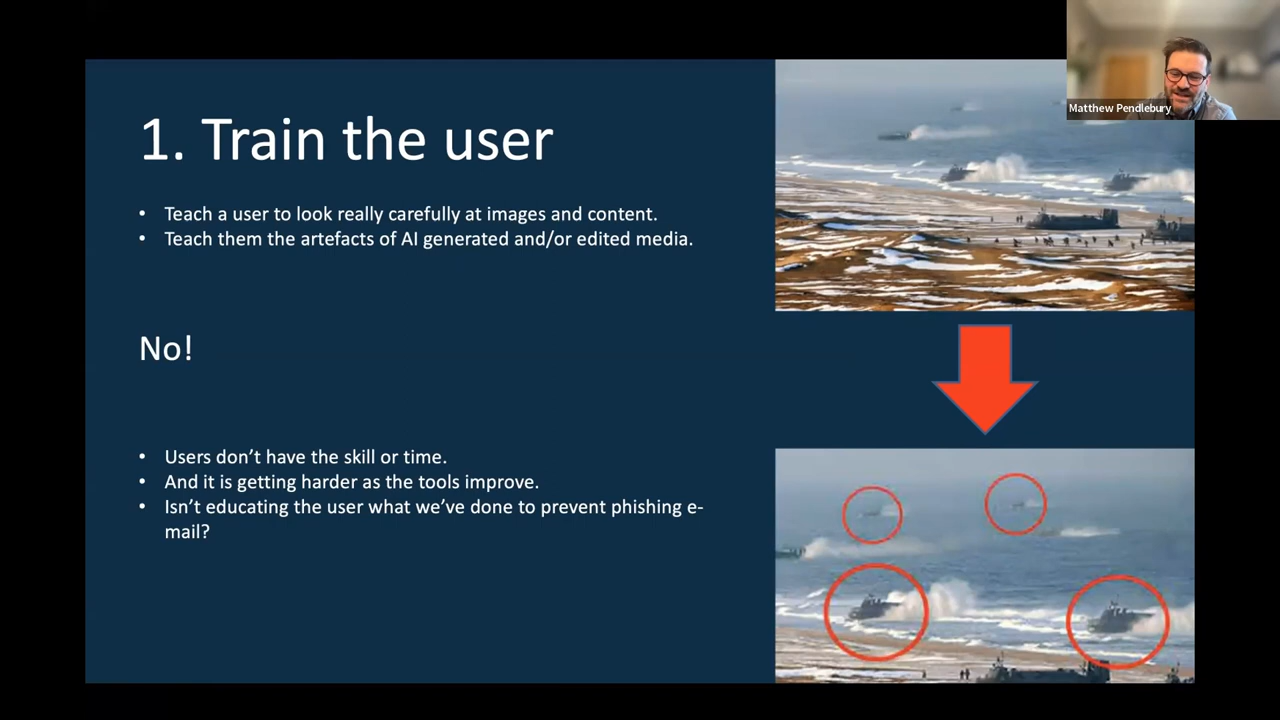 1. Train the user
• Teach a user to look really carefully at images and content.
• Teach them the artefacts of AI generated and/or edited media.
No!
• Users don’t have the skill or time.
• And it is getting harder as the tools improve.
• Isn’t educating the user what we’ve done to prevent phishing e-
mail?
Matthew Pendlebury